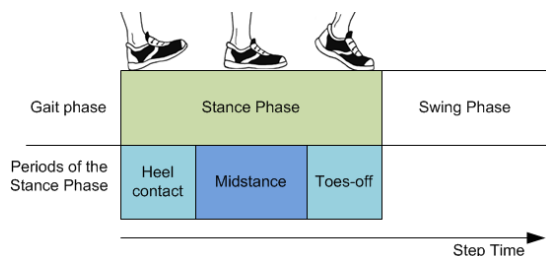 Gait phase
Stance Phase
Swing Phase
Periods of the
Stance Phase
Heel
contact
Midstance
Toes-off
Step Time